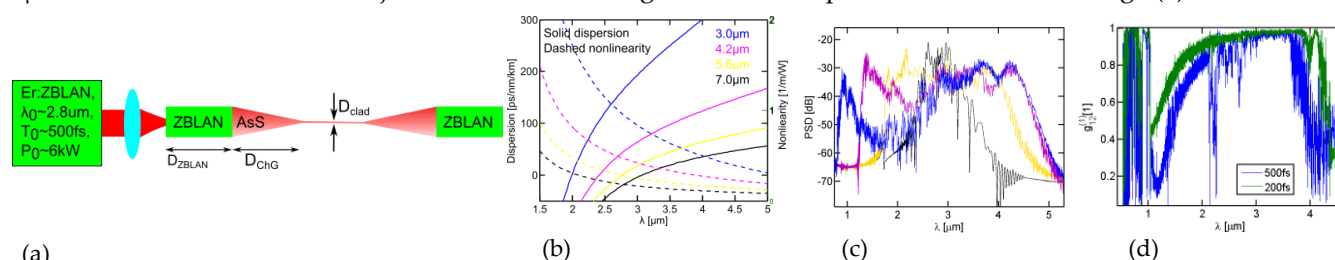 Er:ZBLAN,
λ0~2.8um,
T0~500fs,
P0~6kW
ZBLAN
AsS
Dclad
ZBLAN
DZBLAN
DChG
(a)
300
200
100
0
Dispersion [ps/nm/km]
Solid dispersion
Dashed nonlinearity
3.0μm
4.2μm
5.6μm
7.0μm
2
0
Nonlinearity [1/m/W]
1.5 2 2.5 3 3.5 4 4.5 5
λ [μm]
(b)
-20
-30
-40
-50
-60
-70
PSD [dB]
1 2 3 4 5
λ [μm]
(c)
1
0.8
0.6
0.4
0.2
0
g12(1) [1]
500fs
200fs
1 2 3 4
λ [μm]
(d)